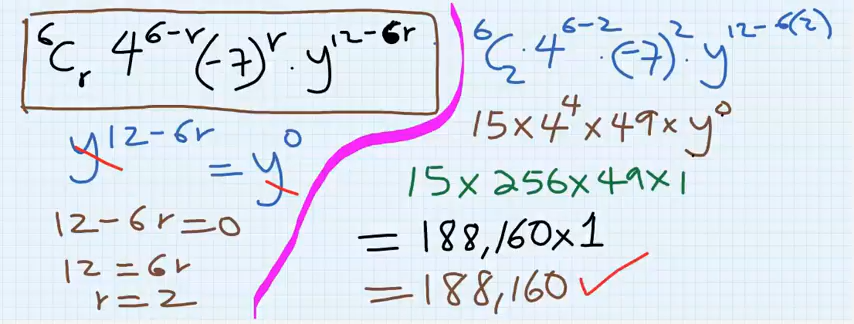 ⁶Cᵣ 4⁶⁻ʳ(-7)ʳ · y¹²⁻⁶ʳ
y¹²⁻⁶ʳ = y⁰
12-6r=0
12=6r
r=2
⁶C₂ · 4⁶⁻² · (-7)² · y¹²⁻⁶⁽²⁾
15×4⁴×49×y⁰
15×256×49×1
= 188,160×1
= 188,160 ✓